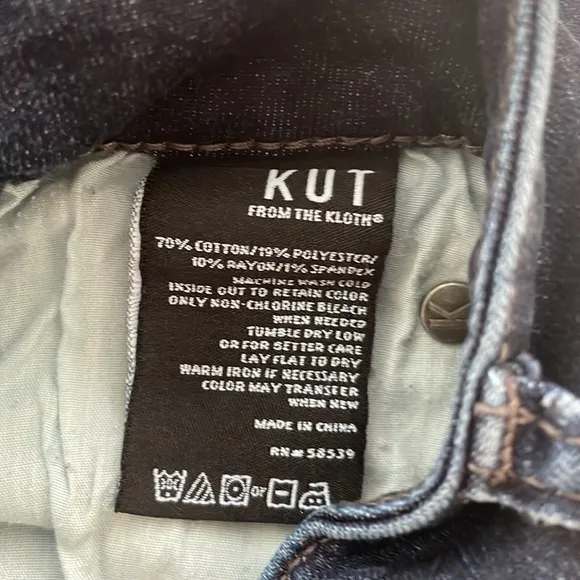 KUT
FROM THE KLOTH®
70% COTTON/19% POLYESTER/
10% RAYON/1% SPANDEX
MACHINE WASH COLD
INSIDE OUT TO RETAIN COLOR
ONLY NON-CHLORINE BLEACH
WHEN NEEDED
TUMBLE DRY LOW
OR FOR BETTER CARE
LAY FLAT TO DRY
WARM IRON IF NECESSARY
COLOR MAY TRANSFER
WHEN NEW
MADE IN CHINA
RN# 58539
OR
K